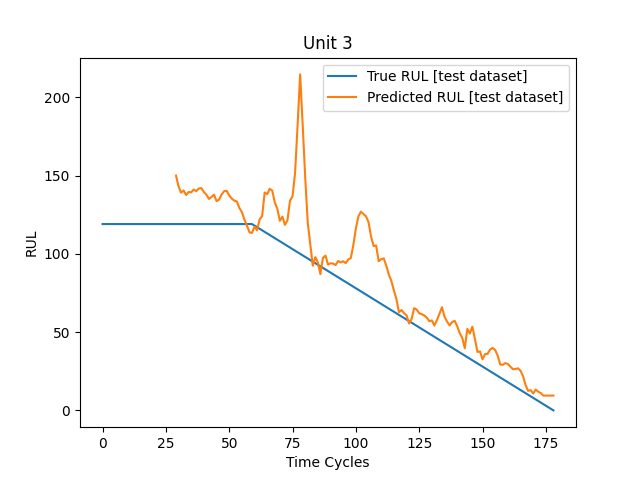 Unit 3
True RUL [test dataset]
Predicted RUL [test dataset]
200
150
100
50
0
RUL
0 25 50 75 100 125 150 175
Time Cycles